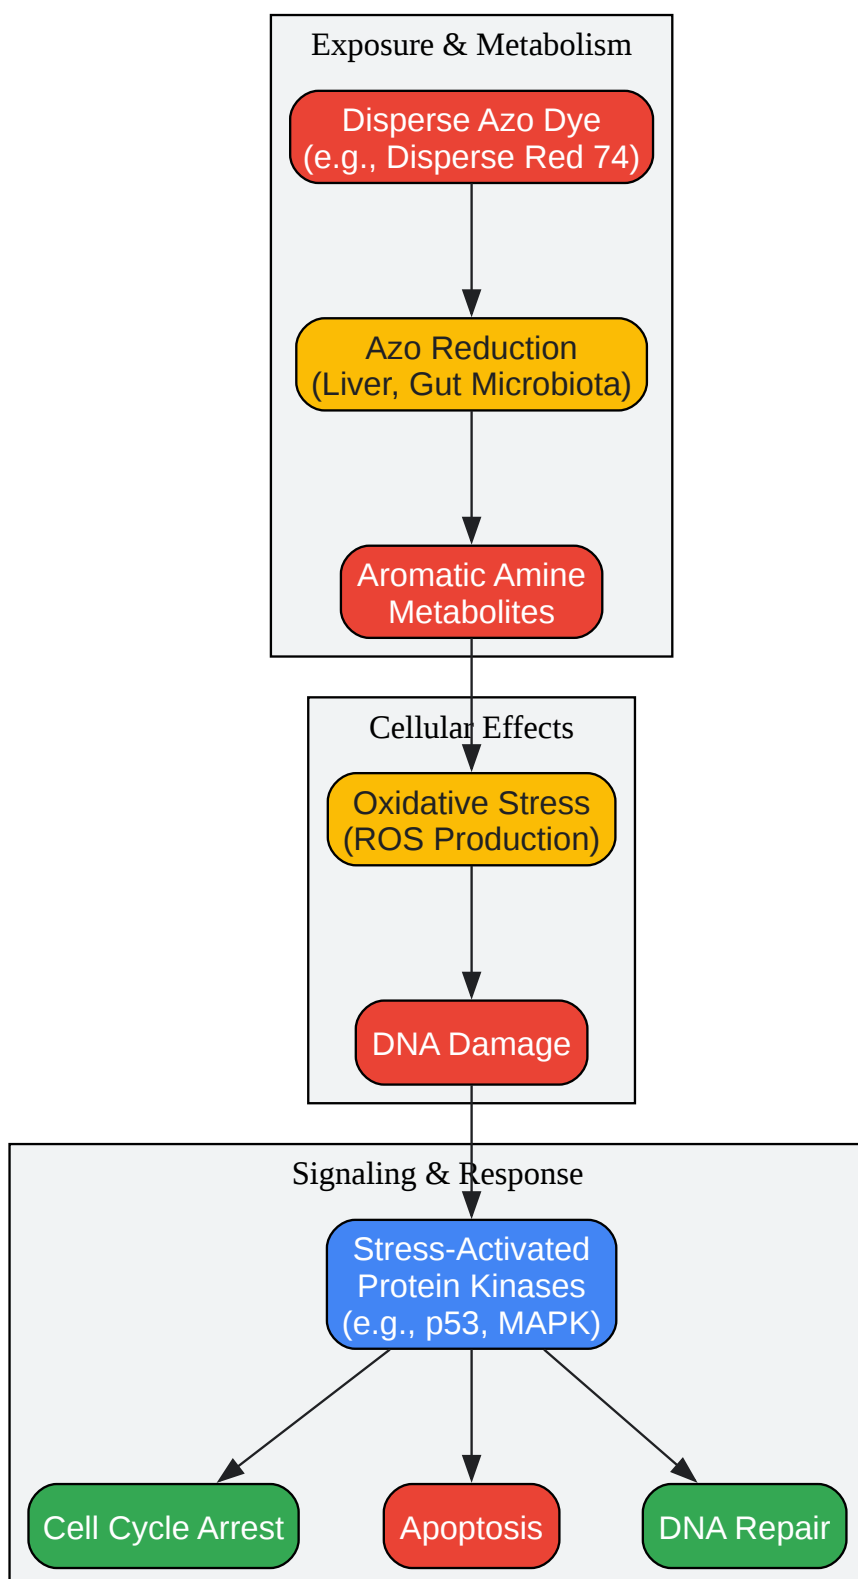 Exposure & Metabolism
Disperse Azo Dye
(e.g., Disperse Red 74)
Azo Reduction
(Liver, Gut Microbiota)
Aromatic Amine
Metabolites
Cellular Effects
Oxidative Stress
(ROS Production)
DNA Damage
Signaling & Response
Stress-Activated
Protein Kinases
(e.g., p53, MAPK)
Cell Cycle Arrest
Apoptosis
DNA Repair